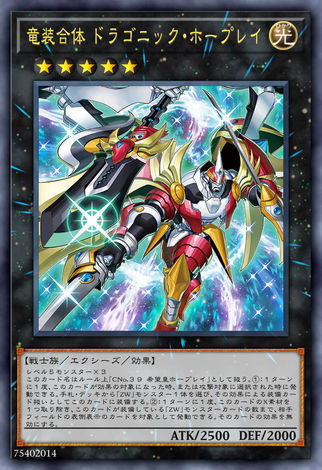 竜装合体 ドラゴニック・ホープレイ
光
【戦士族／エクシーズ／効果】
レベル5モンスター×3
このカード名はルール上「CNo.39 希望皇ホープレイ」として扱う。①：1ターン
に1度、このカードが効果の対象になった時、または攻撃対象に選択された時に発
動できる。手札・デッキから「ZW」モンスター1体を選び、その効果による装備カー
ド扱いとしてこのカードに装備する。②：1ターンに1度、このカードのX素材を
1つ取り除き、このカードが装備している「ZW」モンスターカードの数まで、相手
フィールドの表側表示のカードを対象として発動できる。そのカードの効果を無効にする。
ATK/2500 DEF/2000
75402014